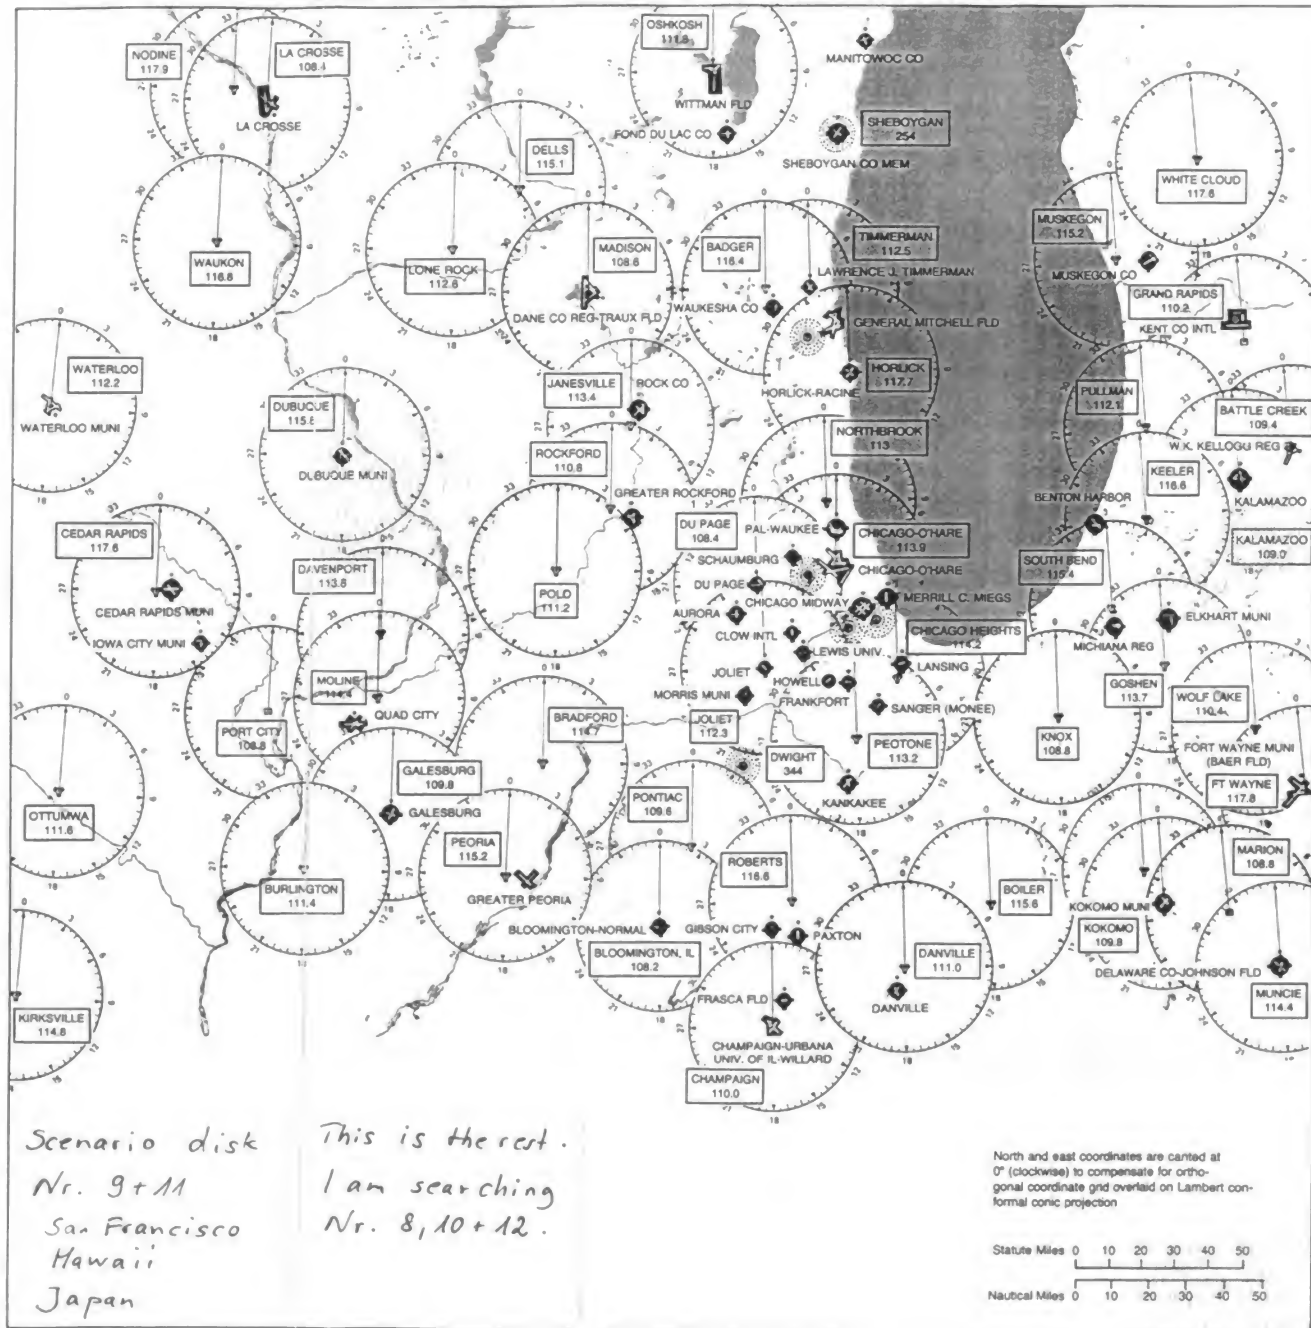 NODINE
117.9
LA CROSSE
108.4
LA CROSSE
OSHKOSH
111.8
WITTMAN FLD
FOND DU LAC CO
MANITOWOC CO
SHEBOYGAN
254
SHEBOYGAN CO MEM
DELLS
115.1
WHITE CLOUD
117.6
WAUKON
116.8
LONE ROCK
112.6
MADISON
108.6
DANE CO REG-TRAUX FLD
BADGER
116.4
TIMMERMAN
112.5
LAWRENCE J. TIMMERMAN
WAUKESHA CO
GENERAL MITCHELL FLD
MUSKEGON
115.2
MUSKEGON CO
GRAND RAPIDS
110.2
KENT CO INTL
WATERLOO
112.2
WATERLOO MUNI
DUBUQUE
115.8
DUBUQUE MUNI
JANESVILLE
113.4
ROCK CO
HORLICK
117.7
HORLICK-RACINE
PULLMAN
112.1
BATTLE CREEK
109.4
W.K. KELLOGU REG
ROCKFORD
110.8
GREATER ROCKFORD
NORTHBROOK
113
KEELER
116.6
BENTON HARBOR
KALAMAZOO
KALAMAZOO
109.0
CEDAR RAPIDS
117.6
CEDAR RAPIDS MUNI
IOWA CITY MUNI
DAVENPORT
113.8
POLO
111.2
DU PAGE
108.4
PAL-WAUKEE
CHICAGO-O'HARE
113.9
SCHAUMBURG
CHICAGO-O'HARE
DU PAGE
SOUTH BEND
115.4
AURORA
CHICAGO MIDWAY
MERRILL C. MIEGS
CLOW INTL
LEWIS UNIV.
CHICAGO HEIGHTS
114.2
ELKHART MUNI
MICHIANA REG
MOLINE
114.4
QUAD CITY
PORT CITY
108.8
JOLIET
HOWELL
LANSING
MORRIS MUNI
FRANKFORT
SANGER (MONEE)
GOSHEN
113.7
WOLF LAKE
110.4
BRADFORD
114.7
JOLIET
112.3
PEOTONE
113.2
KNOX
108.8
FORT WAYNE MUNI
(BAER FLD)
FT WAYNE
117.8
DWIGHT
344
KANKAKEE
OTTUMWA
111.6
GALESBURG
109.8
GALESBURG
PONTIAC
109.6
PEORIA
115.2
GREATER PEORIA
ROBERTS
116.6
BOILER
115.6
MARION
108.8
BURLINGTON
111.4
KOKOMO MUNI
KOKOMO
109.8
BLOOMINGTON-NORMAL
BLOOMINGTON, IL
108.2
GIBSON CITY
PAXTON
DANVILLE
111.0
DANVILLE
DELAWARE CO-JOHNSON FLD
MUNCIE
114.4
KIRKSVILLE
114.6
FRASCA FLD
CHAMPAIGN-URBANA
UNIV. OF IL-WILLARD
CHAMPAIGN
110.0
Scenario disk
Nr. 9+11
San Francisco
Hawaii
Japan
This is the rest.
I am searching
Nr. 8, 10 + 12.
North and east coordinates are canted at
0° (clockwise) to compensate for ortho-
gonal coordinate grid overlaid on Lambert con-
formal conic projection
Statute Miles 0 10 20 30 40 50
Nautical Miles 0 10 20 30 40 50